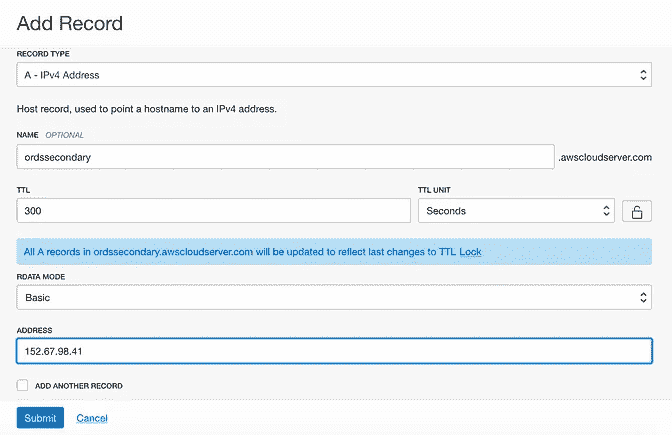 Add Record
RECORD TYPE
A - IPv4 Address
Host record, used to point a hostname to an IPv4 address.
NAME OPTIONAL
ordssecondary .awscloudserver.com
TTL TTL UNIT
300 Seconds
All A records in ordssecondary.awscloudserver.com will be updated to reflect last changes to TTL Lock
RDATA MODE
Basic
ADDRESS
152.67.98.41
ADD ANOTHER RECORD
Submit Cancel